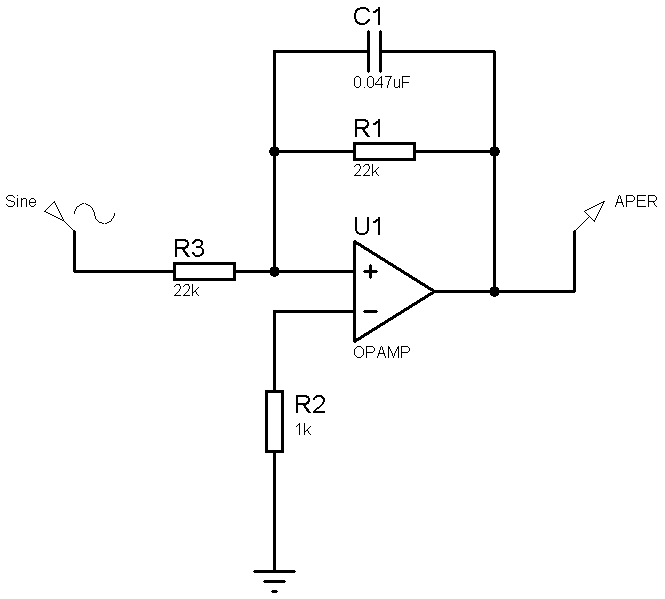 C1
0.047uF
R1
22k
Sine
APER
U1
R3
22k
+
−
OPAMP
R2
1k